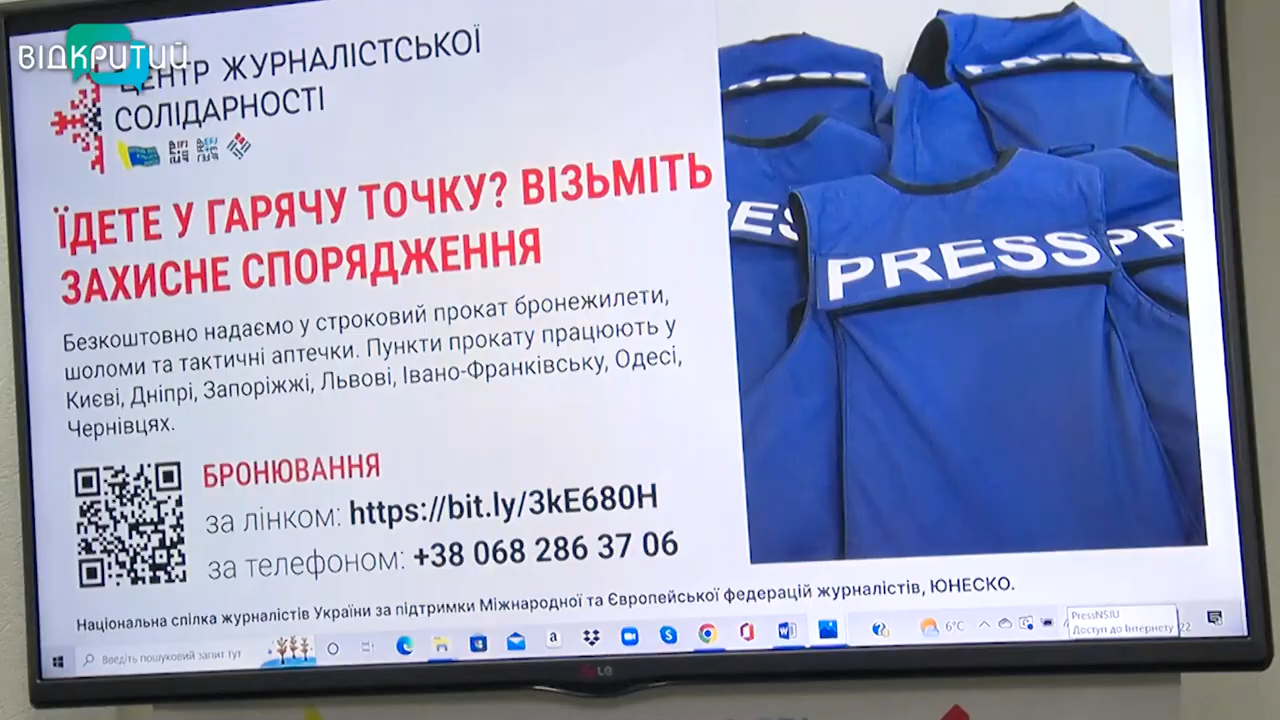 ВІДКРИТИЙ
ЦЕНТР ЖУРНАЛІСТСЬКОЇ
СОЛІДАРНОСТІ
ЇДЕТЕ У ГАРЯЧУ ТОЧКУ? ВІЗЬМІТЬ
ЗАХИСНЕ СПОРЯДЖЕННЯ
Безкоштовно надаємо у строковий прокат бронежилети,
шоломи та тактичні аптечки. Пункти прокату працюють у
Києві, Дніпрі, Запоріжжі, Львові, Івано-Франківську, Одесі,
Чернівцях.
БРОНЮВАННЯ
за лінком: https://bit.ly/3kE680H
за телефоном: +38 068 286 37 06
Національна спілка журналістів України за підтримки Міжнародної та Європейської федерацій журналістів, ЮНЕСКО.
PRESS
PR
ES
Введіть пошуковий запит тут
6°C
PressNSJU
Доступ до Інтернету
22
LG